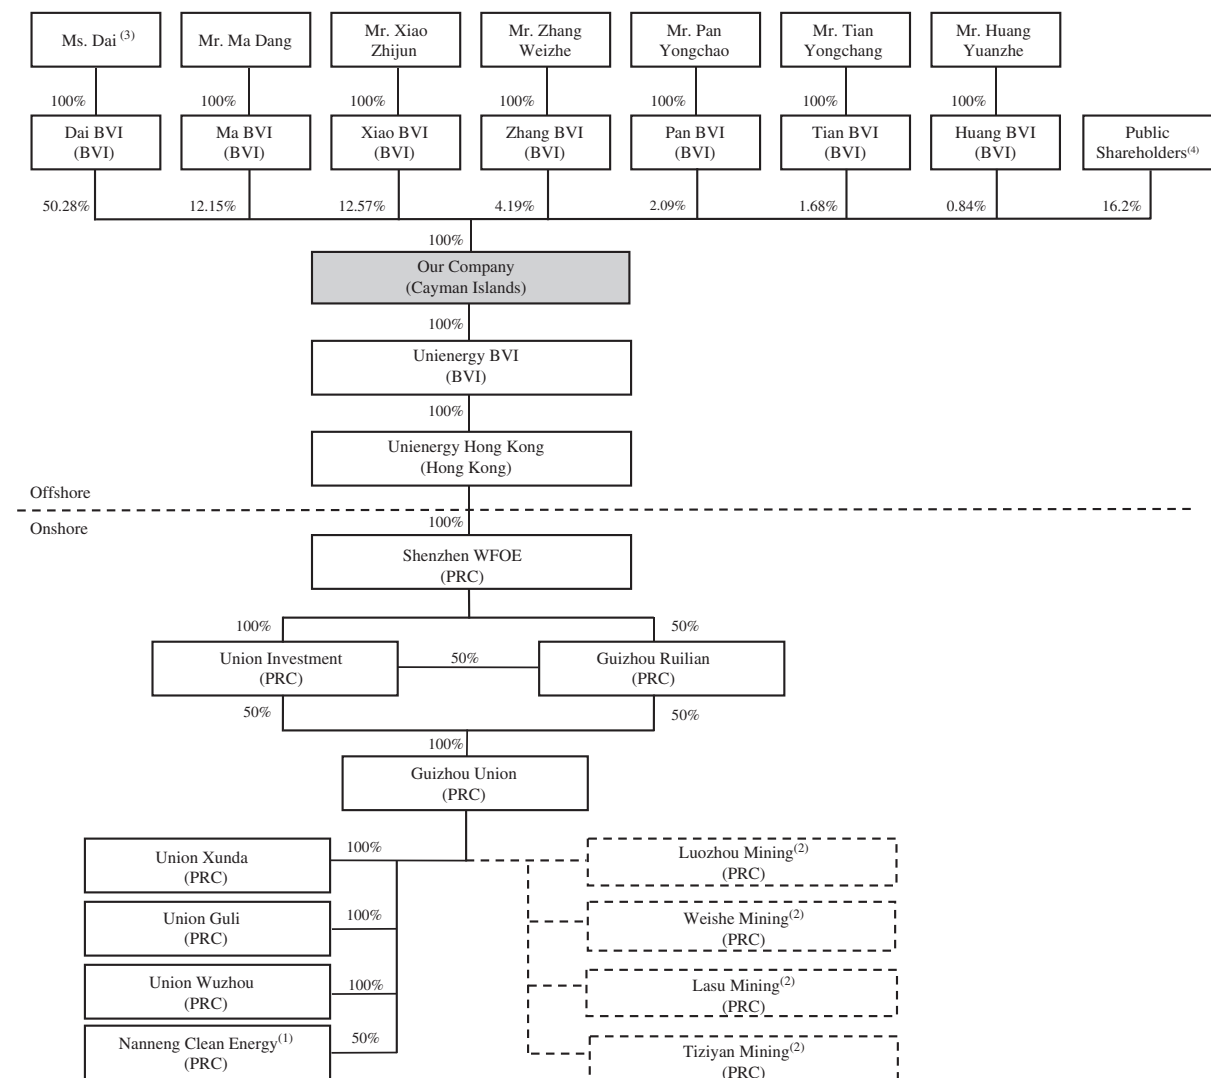 Ms. Dai (3)
Mr. Ma Dang
Mr. Xiao
Zhijun
Mr. Zhang
Weizhe
Mr. Pan
Yongchao
Mr. Tian
Yongchang
Mr. Huang
Yuanzhe
100%
100%
100%
100%
100%
100%
100%
Dai BVI
(BVI)
Ma BVI
(BVI)
Xiao BVI
(BVI)
Zhang BVI
(BVI)
Pan BVI
(BVI)
Tian BVI
(BVI)
Huang BVI
(BVI)
Public
Shareholders(4)
50.28%
12.15%
12.57%
4.19%
2.09%
1.68%
0.84%
16.2%
100%
Our Company
(Cayman Islands)
100%
Unienergy BVI
(BVI)
100%
Unienergy Hong Kong
(Hong Kong)
Offshore
Onshore
100%
Shenzhen WFOE
(PRC)
100%
50%
Union Investment
(PRC)
50%
Guizhou Ruilian
(PRC)
50%
50%
100%
Guizhou Union
(PRC)
Union Xunda
(PRC)
100%
Luozhou Mining(2)
(PRC)
Union Guli
(PRC)
100%
Weishe Mining(2)
(PRC)
Union Wuzhou
(PRC)
100%
Lasu Mining(2)
(PRC)
Nanneng Clean Energy(1)
(PRC)
50%
Tiziyan Mining(2)
(PRC)